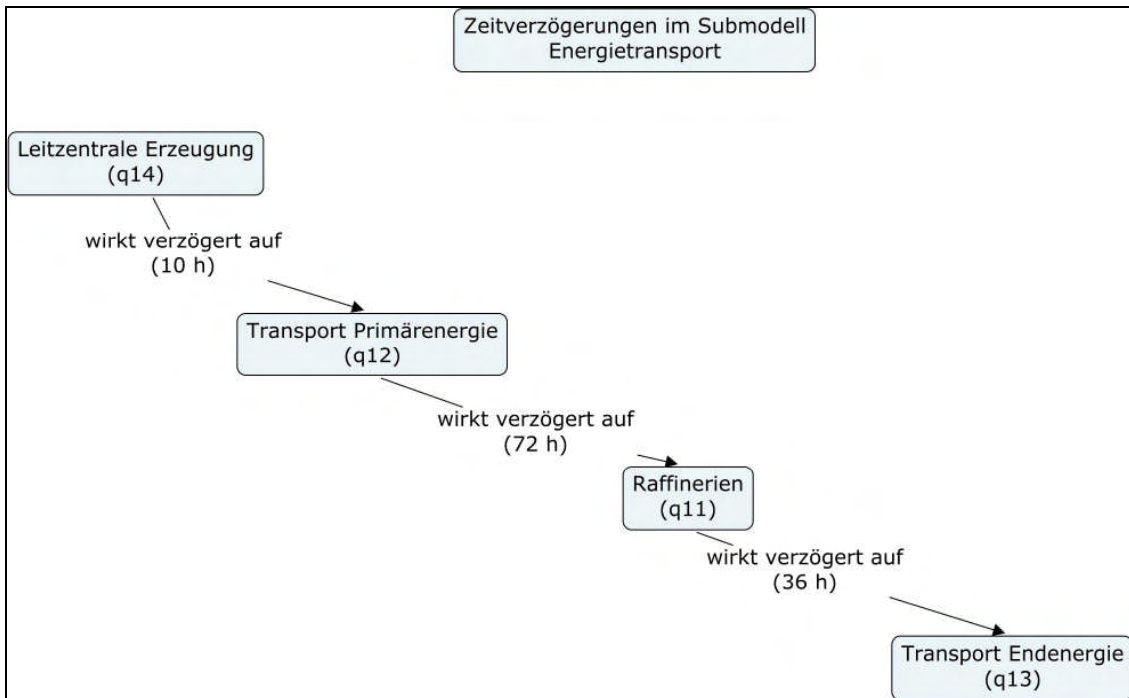 Zeitverzögerungen im Submodell
Energietransport
Leitzentrale Erzeugung
(q14)
wirkt verzögert auf
(10 h)
Transport Primärenergie
(q12)
wirkt verzögert auf
(72 h)
Raffinerien
(q11)
wirkt verzögert auf
(36 h)
Transport Endenergie
(q13)